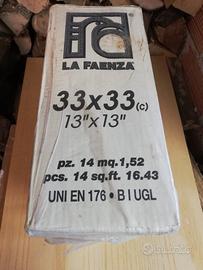 LA FAENZA
33x33(c)
13"x13"
pz. 14 mq.1,52
pcs. 14 sq.ft. 16.43
UNI EN 176 • B I UGL
subito